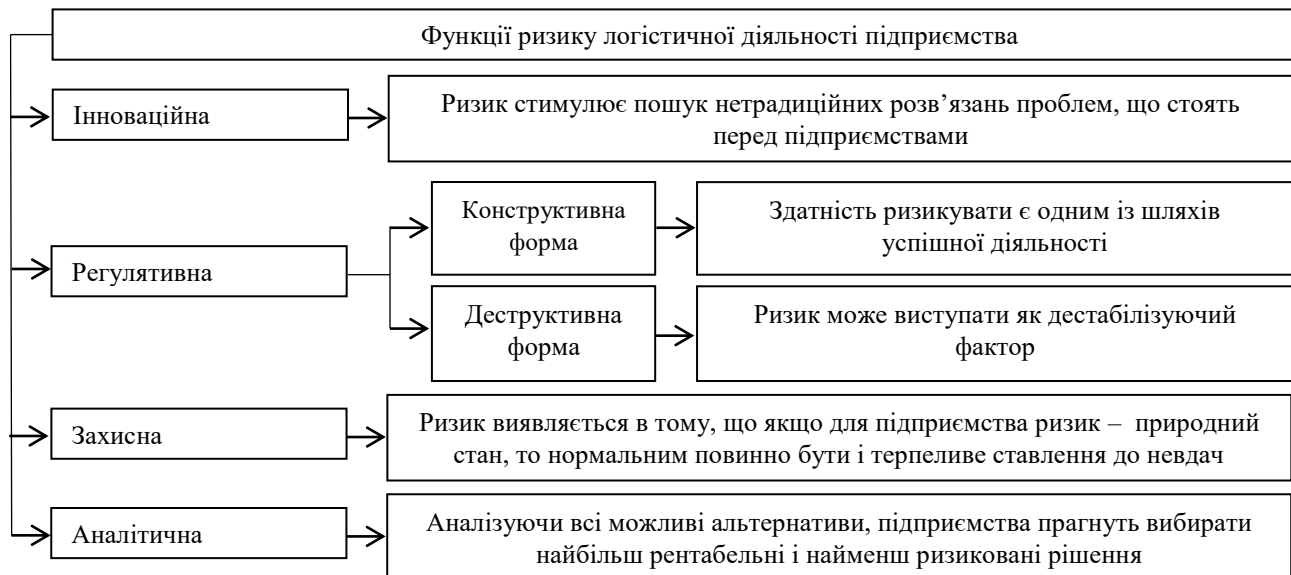 Функції ризику логістичної діяльності підприємства
Інноваційна
Ризик стимулює пошук нетрадиційних розв’язань проблем, що стоять
перед підприємствами
Регулятивна
Конструктивна
форма
Здатність ризикувати є одним із шляхів
успішної діяльності
Деструктивна
форма
Ризик може виступати як дестабілізуючий
фактор
Захисна
Ризик виявляється в тому, що якщо для підприємства ризик – природний
стан, то нормальним повинно бути і терпеливе ставлення до невдач
Аналітична
Аналізуючи всі можливі альтернативи, підприємства прагнуть вибирати
найбільш рентабельні і найменш ризиковані рішення